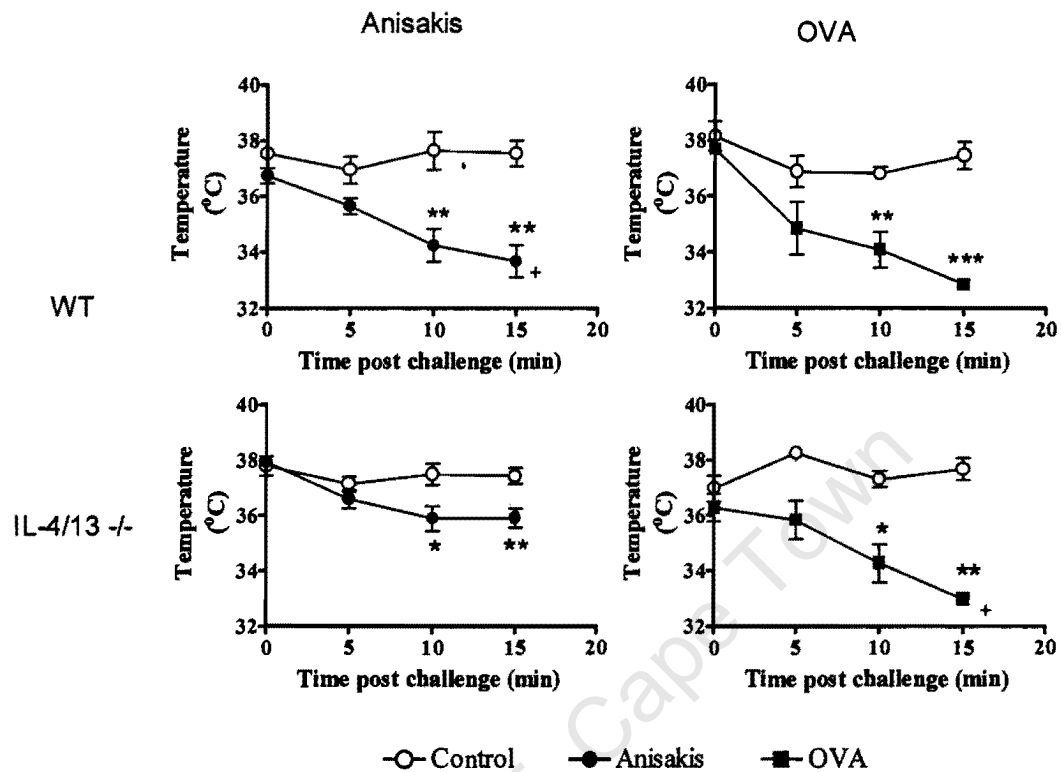 Anisakis
OVA
WT
IL-4/13 -/-
40
38
36
34
32
Temperature
(°C)
**
**
+
0
5
10
15
20
Time post challenge (min)
40
38
36
34
32
Temperature
(°C)
**
***
0
5
10
15
20
Time post challenge (min)
40
38
36
34
32
Temperature
(°C)
*
**
0
5
10
15
20
Time post challenge (min)
40
38
36
33
32
Temperature
(°C)
*
**
+
0
5
10
15
20
Time post challenge (min)
Cape Town
Control
Anisakis
OVA